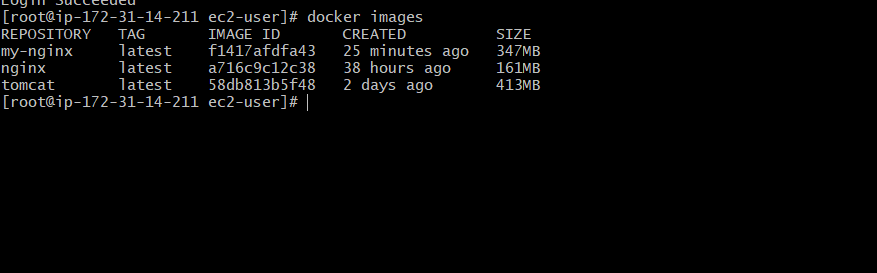 Login Succeeded
[root@ip-172-31-14-211 ec2-user]# docker images
REPOSITORY   TAG       IMAGE ID       CREATED          SIZE
my-nginx     latest    f1417afdfa43   25 minutes ago   347MB
nginx        latest    a716c9c12c38   38 hours ago     161MB
tomcat       latest    58db813b5f48   2 days ago       413MB
[root@ip-172-31-14-211 ec2-user]#